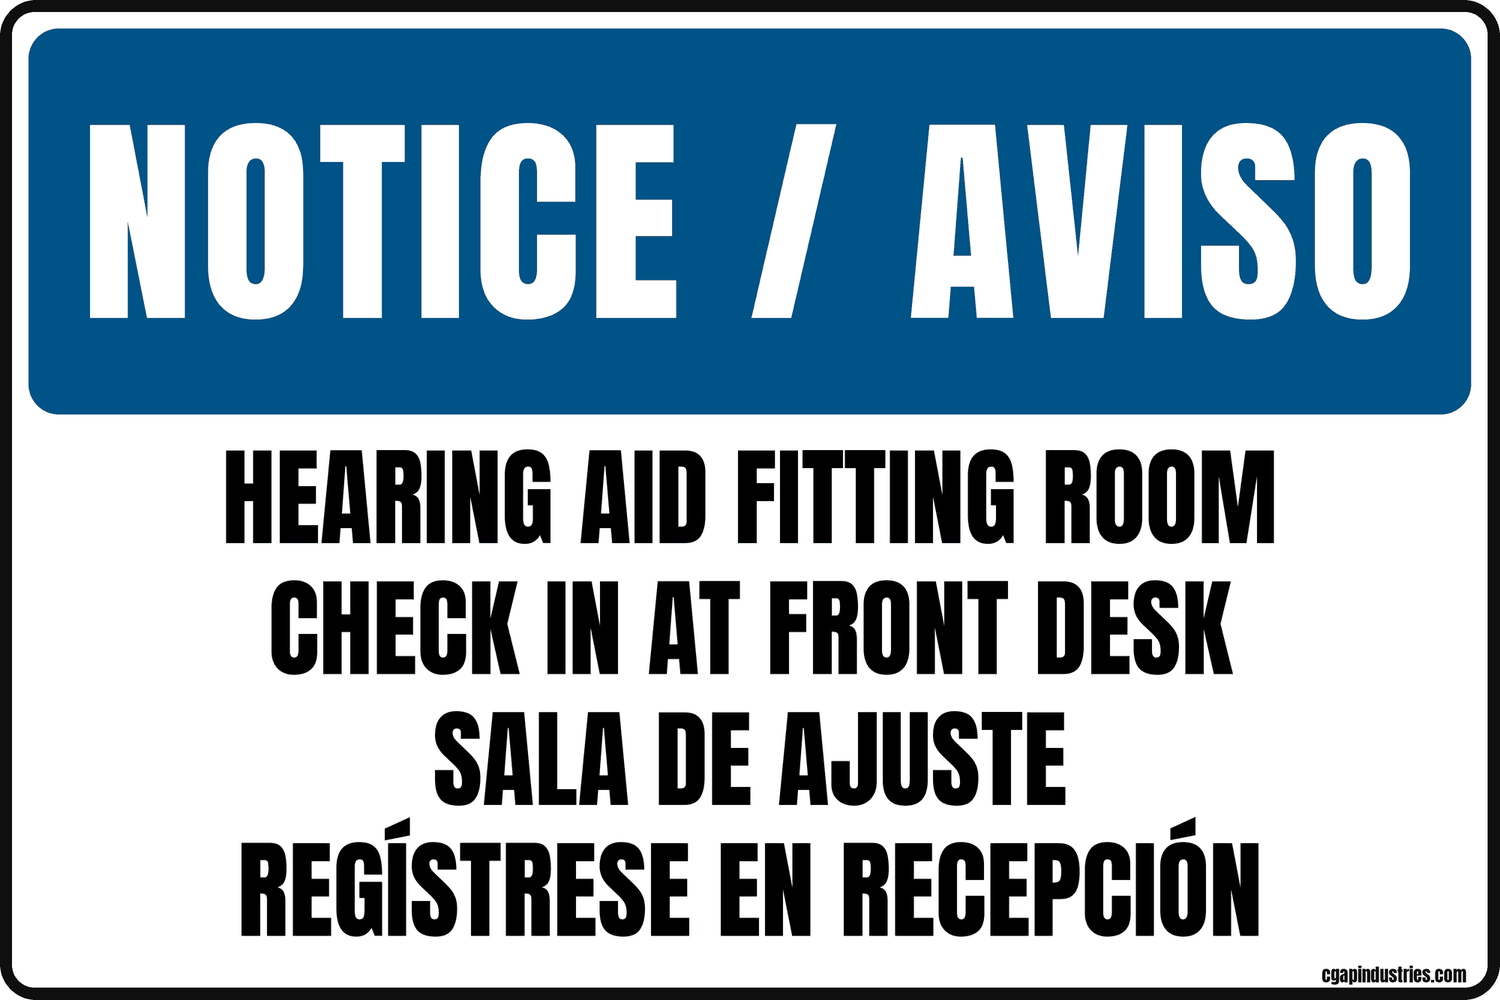 NOTICE / AVISO
HEARING AID FITTING ROOM
CHECK IN AT FRONT DESK
SALA DE AJUSTE
REGÍSTRESE EN RECEPCIÓN
cgapindustries.com